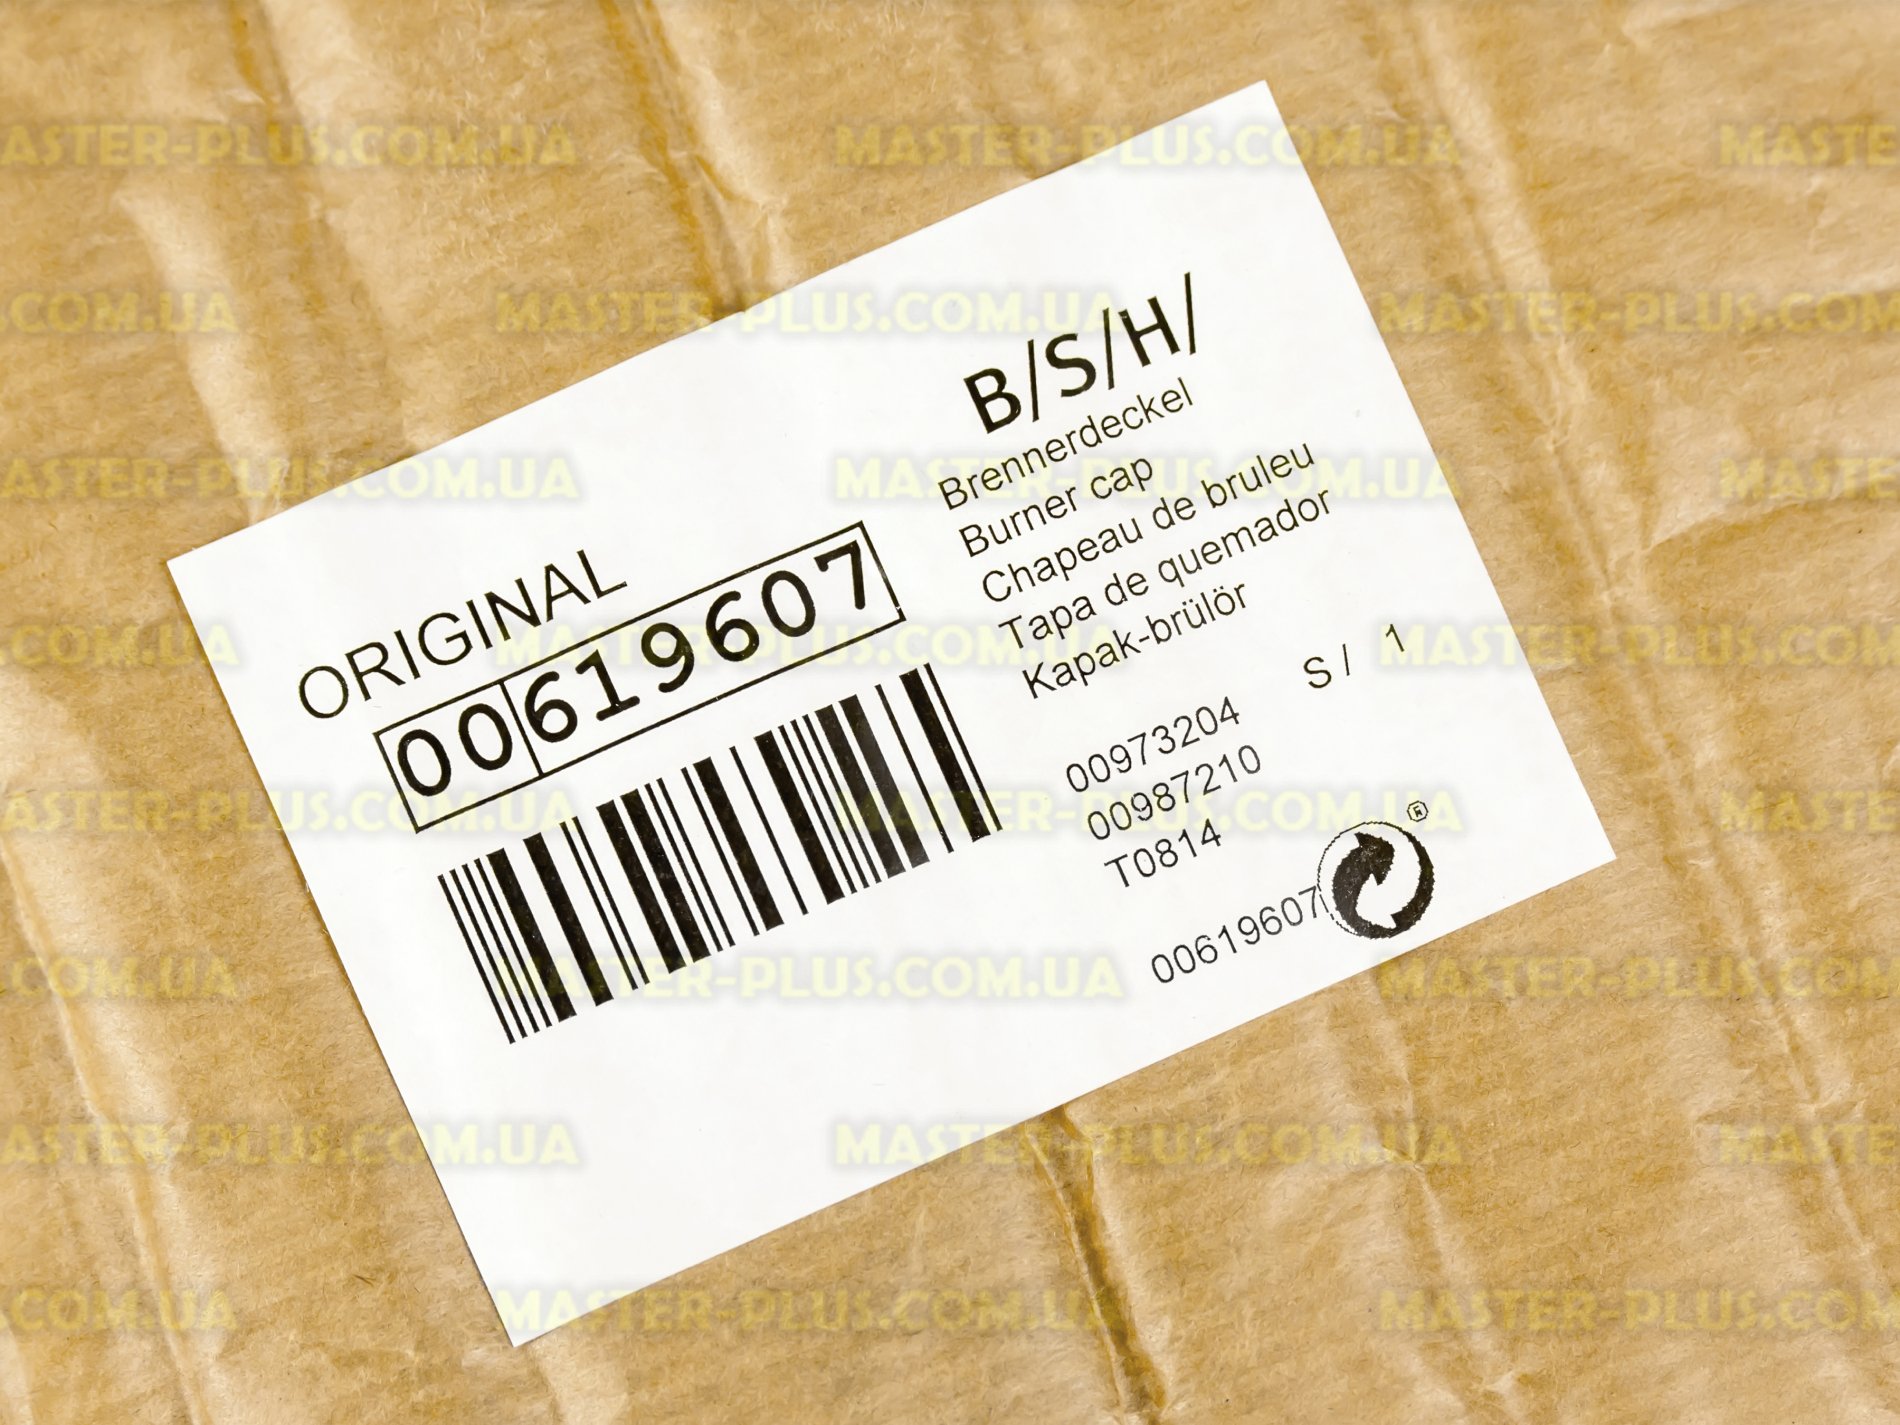 ORIGINAL
00619607
B/S/H/
Brennerdeckel
Burner cap
Chapeau de bruleu
Tapa de quemador
Kapak-brülör
S / 1
00973204
00987210
T0814
00619607
MASTER-PLUS.COM.UA